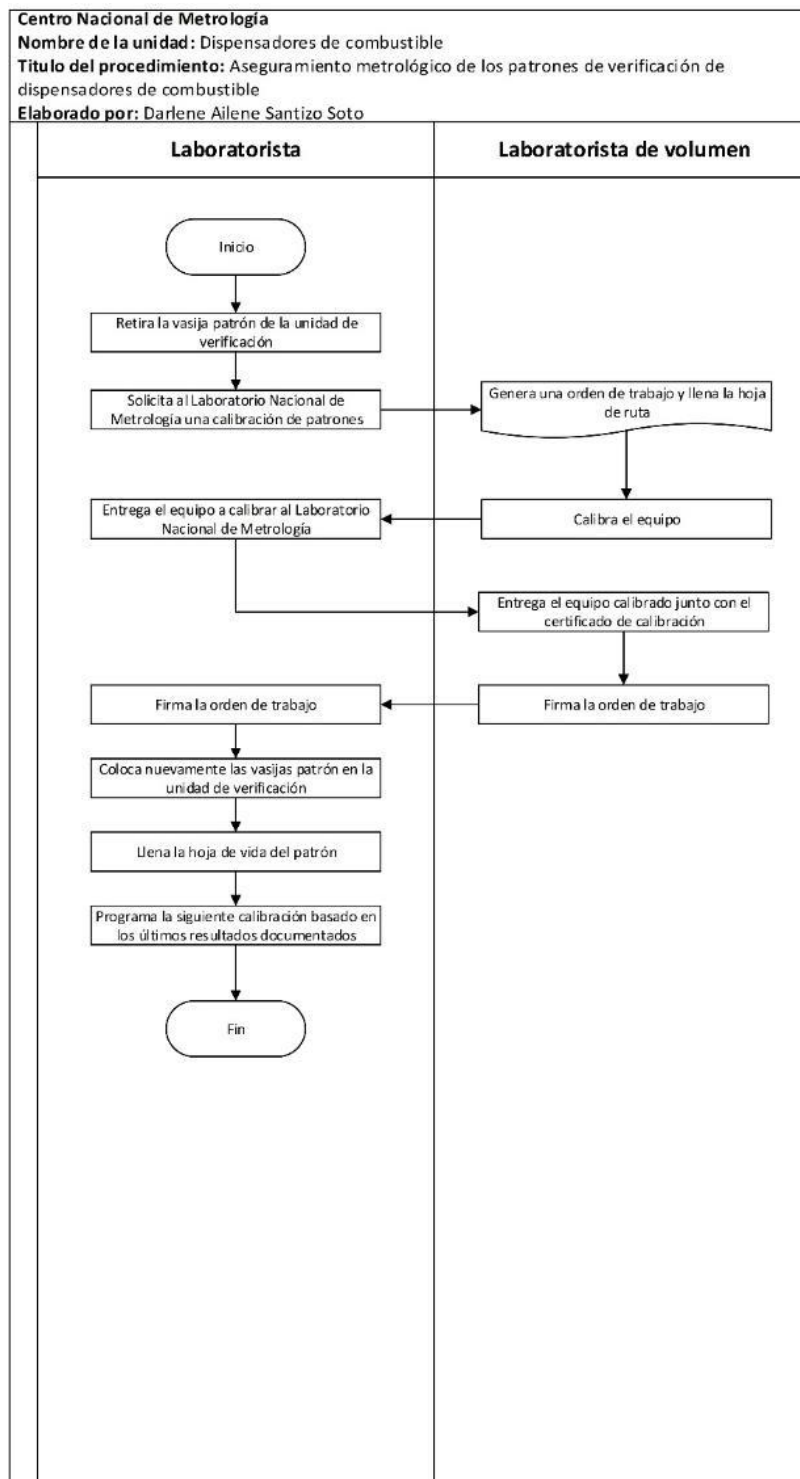 Centro Nacional de Metrología
Nombre de la unidad: Dispensadores de combustible
Titulo del procedimiento: Aseguramiento metrológico de los patrones de verificación de
dispensadores de combustible
Elaborado por: Darlene Ailene Santizo Soto
Laboratorista
Laboratorista de volumen
Inicio
Retira la vasija patrón de la unidad de
verificación
Solicita al Laboratorio Nacional de
Metrología una calibración de patrones
Genera una orden de trabajo y llena la hoja
de ruta
Entrega el equipo a calibrar al Laboratorio
Nacional de Metrología
Calibra el equipo
Entrega el equipo calibrado junto con el
certificado de calibración
Firma la orden de trabajo
Firma la orden de trabajo
Coloca nuevamente las vasijas patrón en la
unidad de verificación
Llena la hoja de vida del patrón
Programa la siguiente calibración basado en
los últimos resultados documentados
Fin